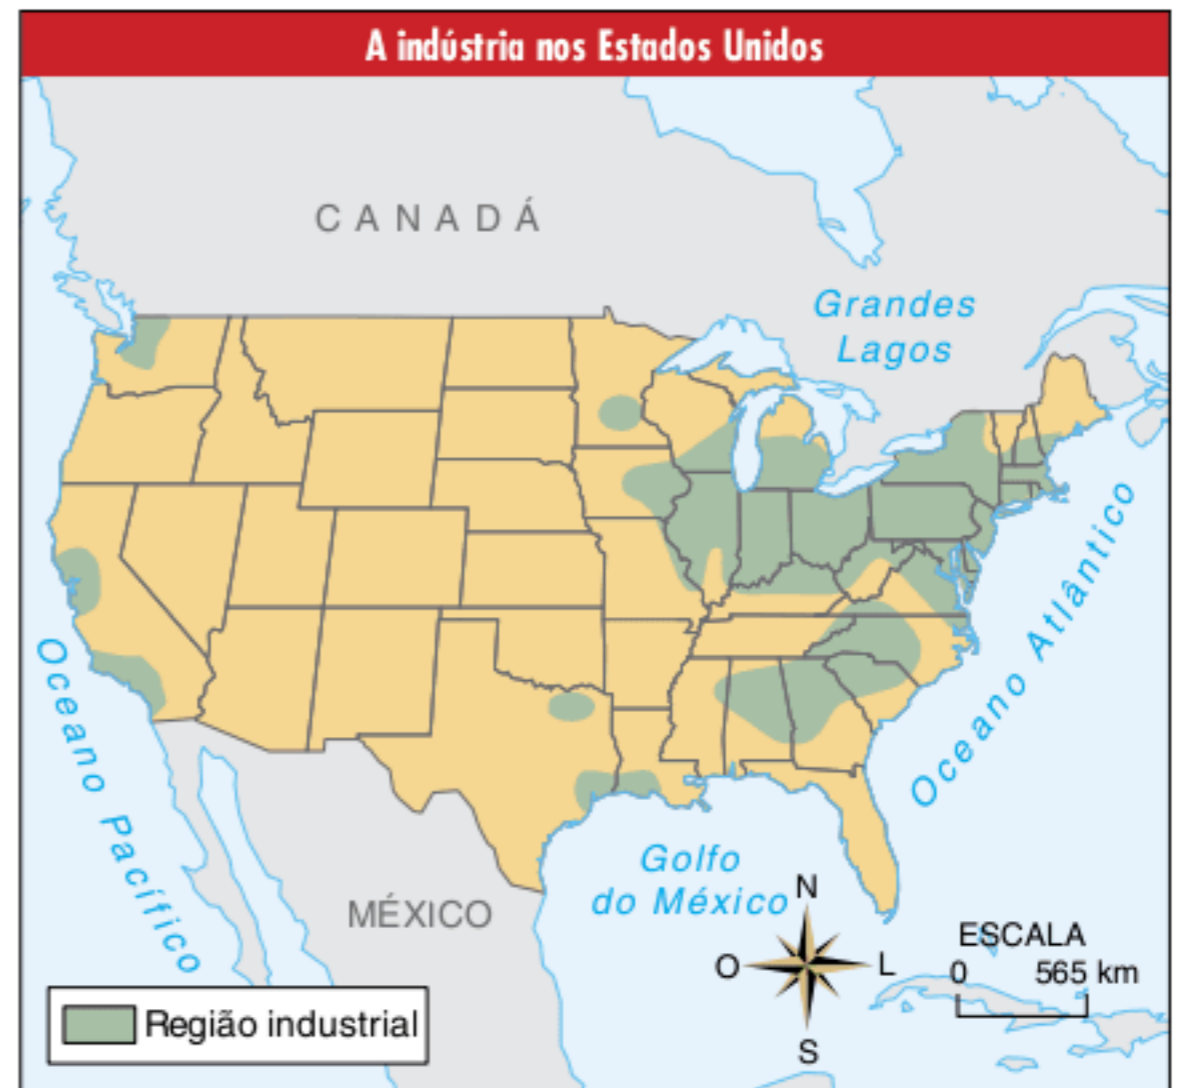 A indústria nos Estados Unidos
CANADÁ
Grandes
Lagos
Oceano Pacífico
Oceano Atlântico
Golfo
do México
MÉXICO
N
O
L
S
ESCALA
0 565 km
Região industrial